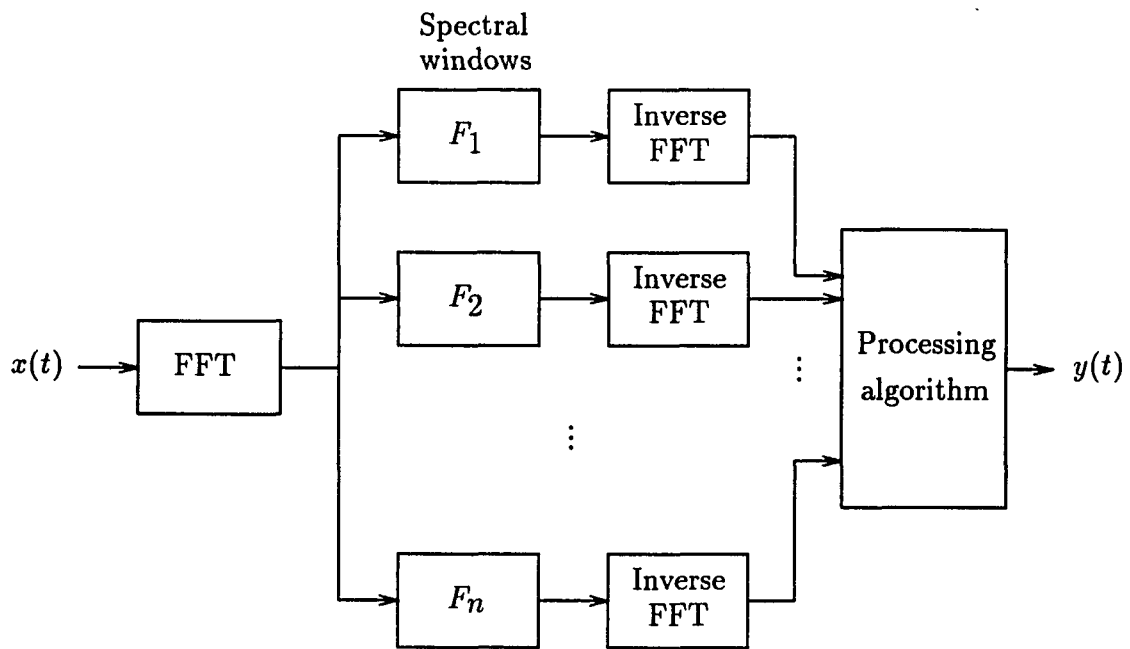 Spectral
windows
F1
Inverse
FFT
F2
Inverse
FFT
x(t)
FFT
⋮
⋮
Processing
algorithm
y(t)
Fn
Inverse
FFT